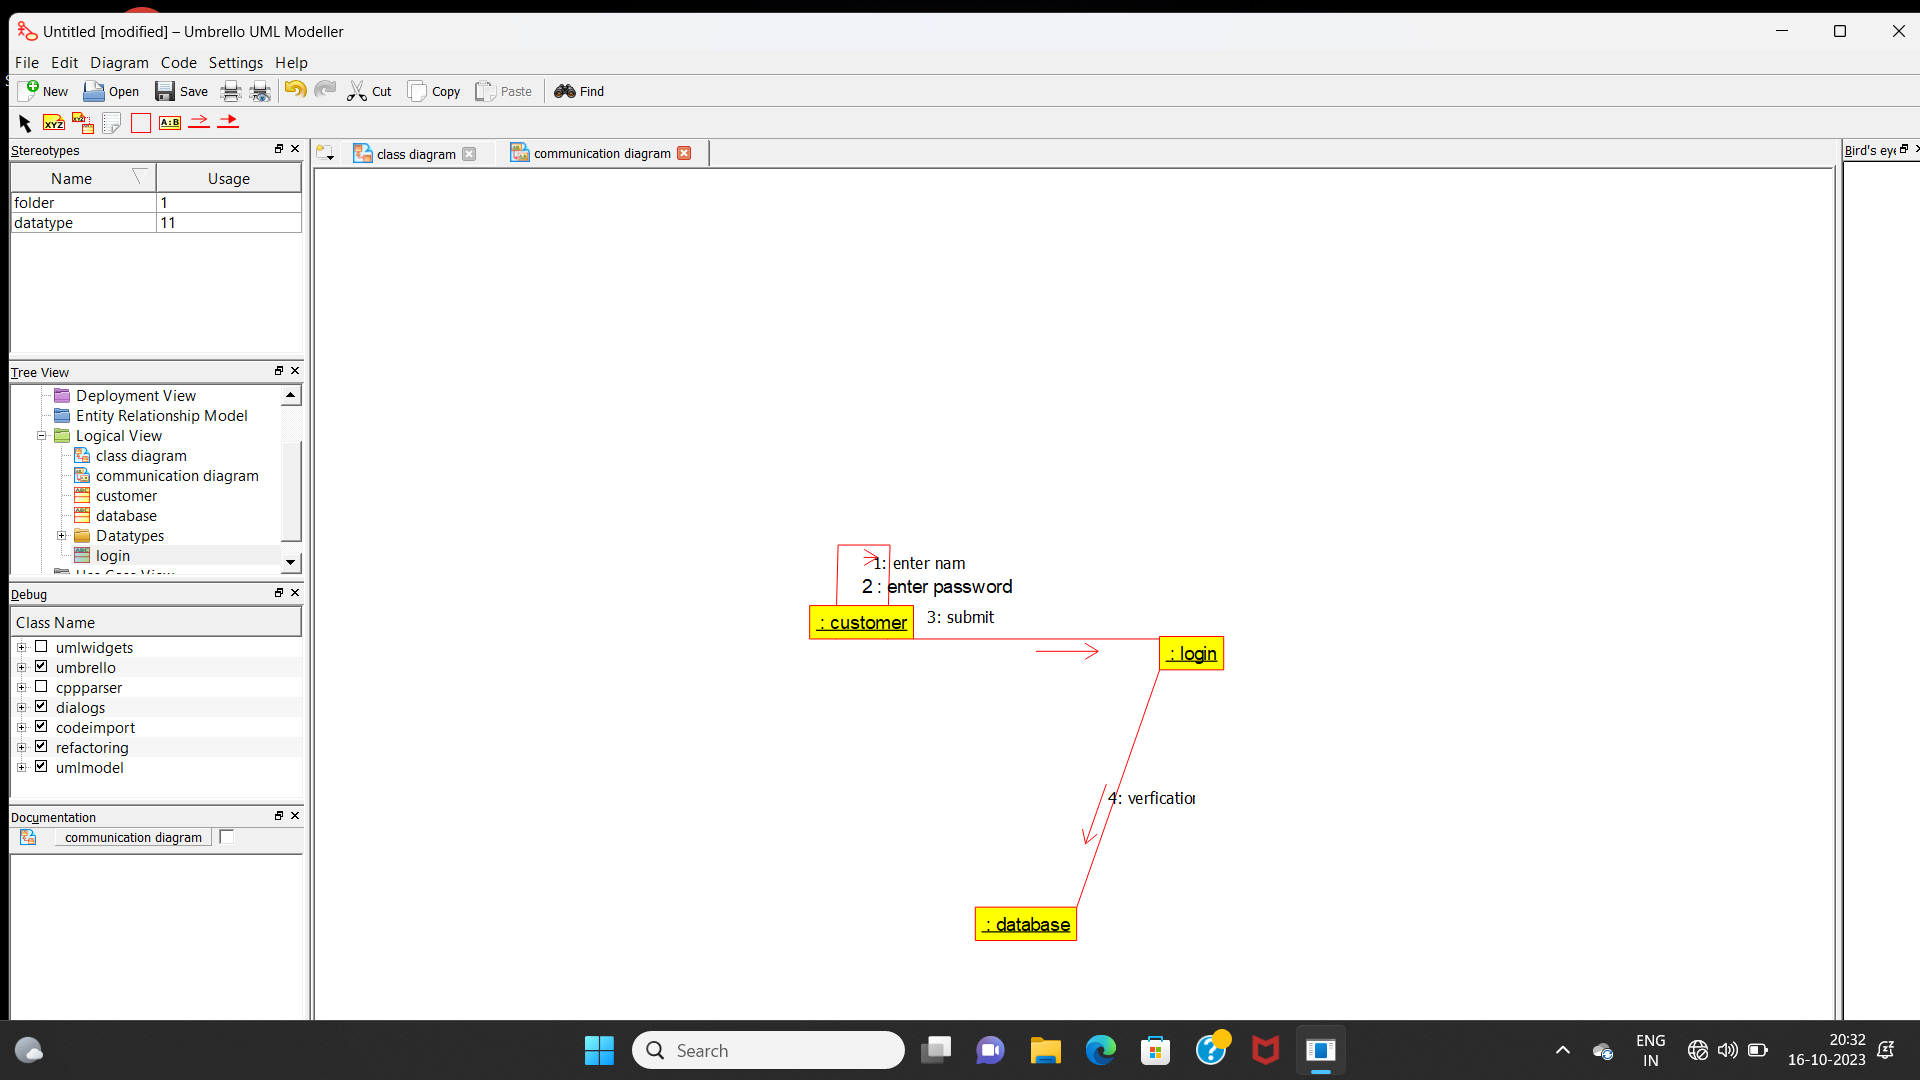 Untitled [modified] – Umbrello UML Modeller
File Edit Diagram Code Settings Help
New Open Save Cut Copy Paste Find
XYZ XYZ A:B
Stereotypes
Name Usage
folder 1
datatype 11
Tree View
Deployment View
Entity Relationship Model
Logical View
class diagram
communication diagram
customer
database
Datatypes
login
Debug
Class Name
umlwidgets
umbrello
cppparser
dialogs
codeimport
refactoring
umlmodel
Documentation
communication diagram
class diagram communication diagram
Bird's eye
1: enter nam
2 : enter password
: customer
3: submit
: login
4: verfication
: database
Search
ENG
IN
20:32
16-10-2023